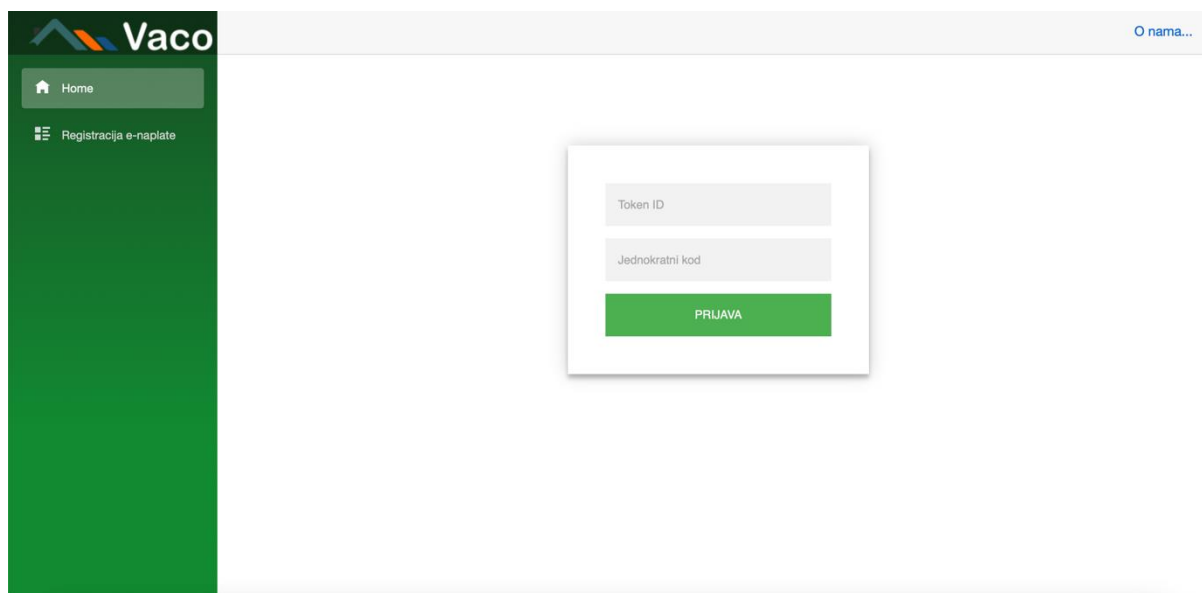 Vaco
O nama...
Home
Registracija e-naplate
Token ID
Jednokratni kod
PRIJAVA